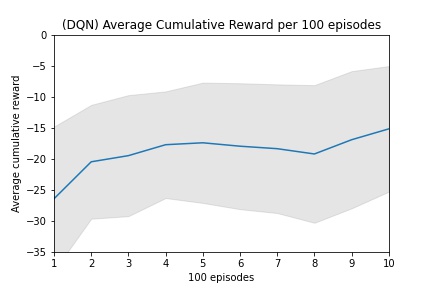 (DQN) Average Cumulative Reward per 100 episodes
Average cumulative reward
0
−5
−10
−15
−20
−25
−30
−35
1 2 3 4 5 6 7 8 9 10
100 episodes